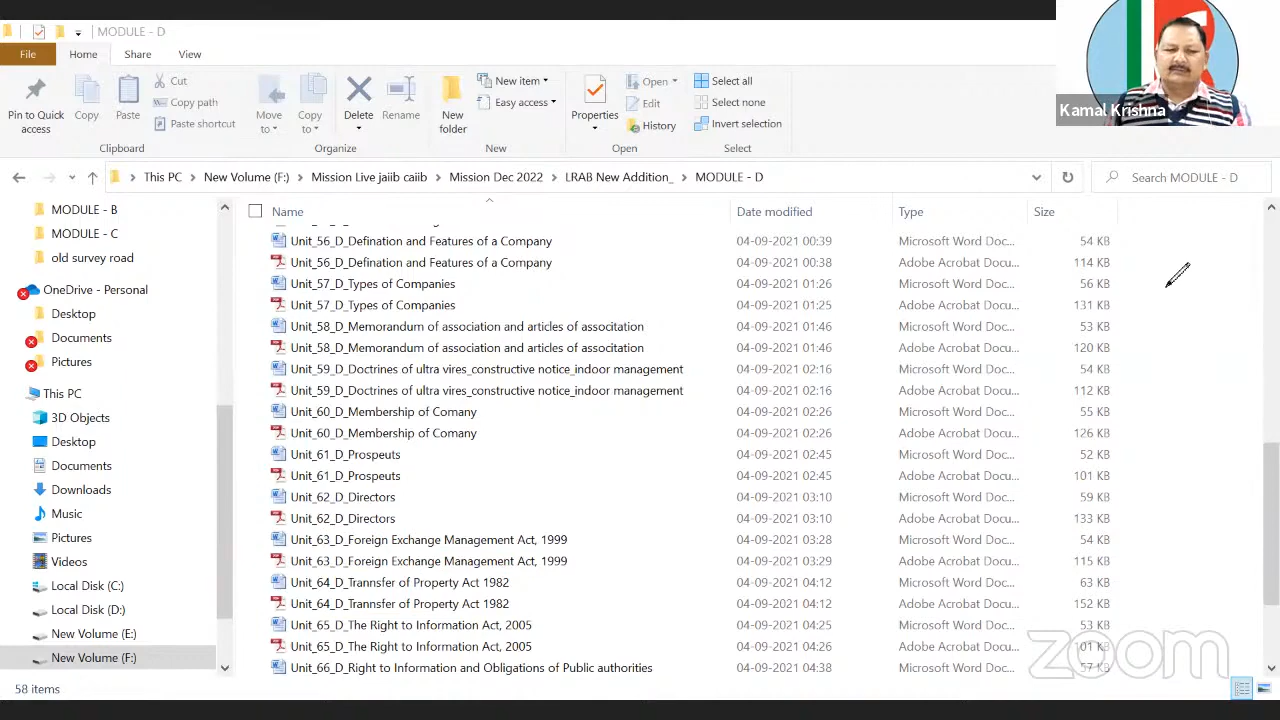 MODULE - D
File Home Share View
Pin to Quick access
Copy
Paste
Cut
Copy path
Paste shortcut
Clipboard
Move to
Copy to
Delete
Rename
folder
Organize
New item
Easy access
New
Properties
Open
Edit
History
Open
Select all
Select none
Invert selection
Select
Kamal Krishna
This PC > New Volume (F:) > Mission Live jaiib caiib > Mission Dec 2022 > LRAB New Addition_ > MODULE - D
Search MODULE - D
MODULE - B
MODULE - C
old survey road
OneDrive - Personal
Desktop
Documents
Pictures
This PC
3D Objects
Desktop
Documents
Downloads
Music
Pictures
Videos
Local Disk (C:)
Local Disk (D:)
New Volume (E:)
New Volume (F:)
Name Date modified Type Size
Unit_56_D_Defination and Features of a Company 04-09-2021 00:39 Microsoft Word Doc... 54 KB
Unit_56_D_Defination and Features of a Company 04-09-2021 00:38 Adobe Acrobat Docu... 114 KB
Unit_57_D_Types of Companies 04-09-2021 01:26 Microsoft Word Doc... 56 KB
Unit_57_D_Types of Companies 04-09-2021 01:25 Adobe Acrobat Docu... 131 KB
Unit_58_D_Memorandum of association and articles of associtation 04-09-2021 01:46 Microsoft Word Doc... 53 KB
Unit_58_D_Memorandum of association and articles of associtation 04-09-2021 01:46 Adobe Acrobat Docu... 120 KB
Unit_59_D_Doctrines of ultra vires_constructive notice_indoor management 04-09-2021 02:16 Microsoft Word Doc... 54 KB
Unit_59_D_Doctrines of ultra vires_constructive notice_indoor management 04-09-2021 02:16 Adobe Acrobat Docu... 112 KB
Unit_60_D_Membership of Comany 04-09-2021 02:26 Microsoft Word Doc... 55 KB
Unit_60_D_Membership of Comany 04-09-2021 02:26 Adobe Acrobat Docu... 126 KB
Unit_61_D_Prospeuts 04-09-2021 02:45 Microsoft Word Doc... 52 KB
Unit_61_D_Prospeuts 04-09-2021 02:45 Adobe Acrobat Docu... 101 KB
Unit_62_D_Directors 04-09-2021 03:10 Microsoft Word Doc... 59 KB
Unit_62_D_Directors 04-09-2021 03:10 Adobe Acrobat Docu... 133 KB
Unit_63_D_Foreign Exchange Management Act, 1999 04-09-2021 03:28 Microsoft Word Doc... 54 KB
Unit_63_D_Foreign Exchange Management Act, 1999 04-09-2021 03:29 Adobe Acrobat Docu... 115 KB
Unit_64_D_Trannsfer of Property Act 1982 04-09-2021 04:12 Microsoft Word Doc... 63 KB
Unit_64_D_Trannsfer of Property Act 1982 04-09-2021 04:12 Adobe Acrobat Docu... 152 KB
Unit_65_D_The Right to Information Act, 2005 04-09-2021 04:25 Microsoft Word Doc... 53 KB
Unit_65_D_The Right to Information Act, 2005 04-09-2021 04:26 Adobe Acrobat Docu... 101 KB
Unit_66_D_Right to Information and Obligations of Public authorities 04-09-2021 04:38 Microsoft Word Doc... 57 KB
zoom
58 items